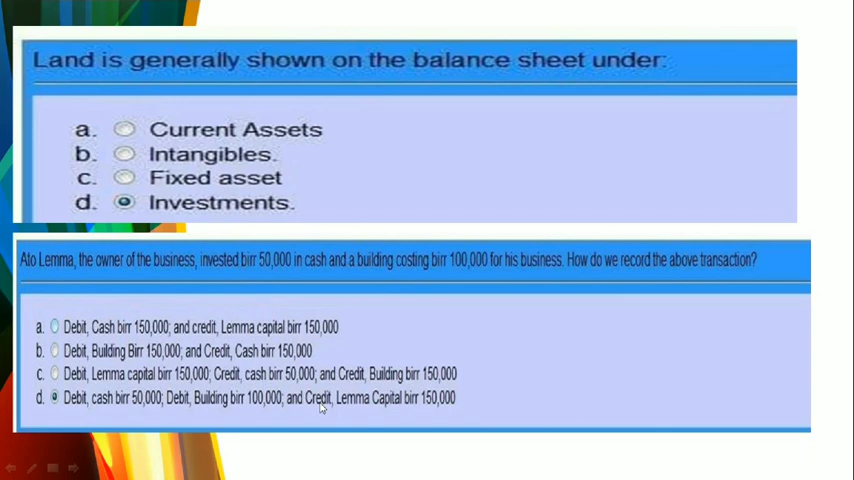 Land is generally shown on the balance sheet under:
a. Current Assets
b. Intangibles.
c. Fixed asset
d. Investments.
Ato Lemma, the owner of the business, invested birr 50,000 in cash and a building costing birr 100,000 for his business. How do we record the above transaction?
a. Debit, Cash birr 150,000; and credit, Lemma capital birr 150,000
b. Debit, Building Birr 150,000; and Credit, Cash birr 150,000
c. Debit, Lemma capital birr 150,000; Credit, cash birr 50,000; and Credit, Building birr 150,000
d. Debit, cash birr 50,000; Debit, Building birr 100,000; and Credit, Lemma Capital birr 150,000